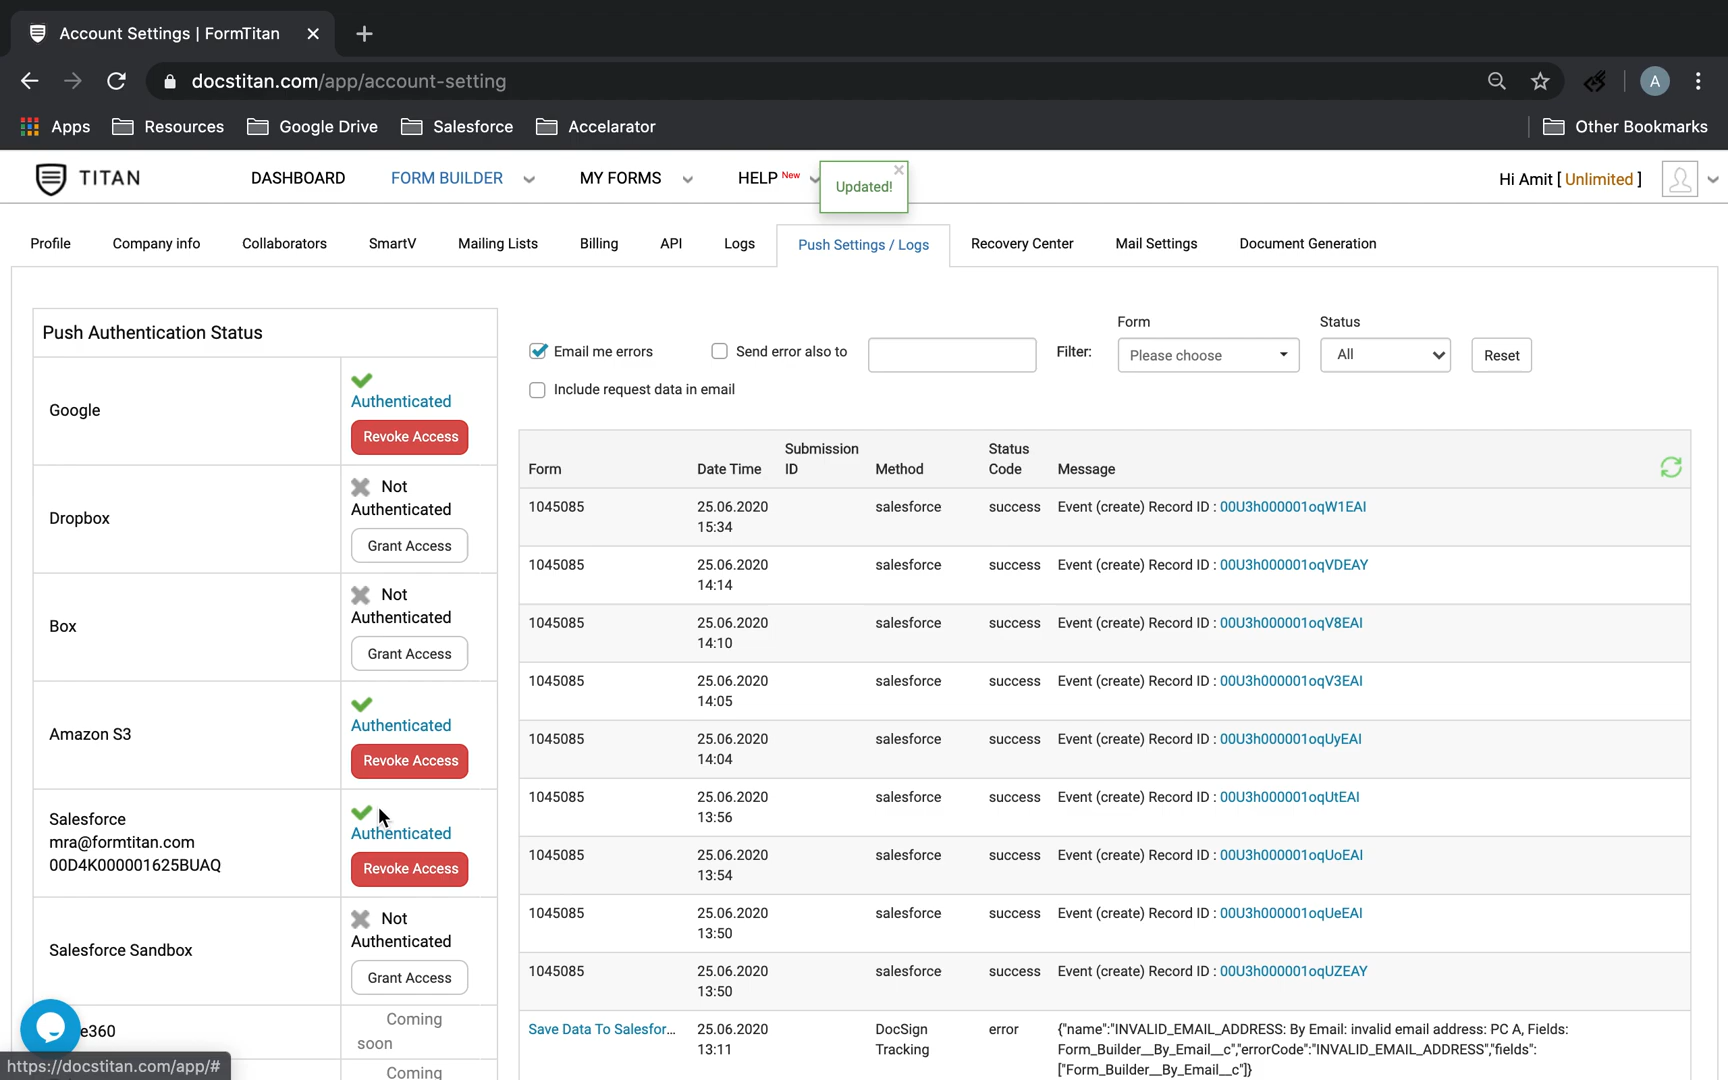 Account Settings | FormTitan
docstitan.com/app/account-setting
A
Apps
Resources
Google Drive
Salesforce
Accelarator
Other Bookmarks
TITAN
DASHBOARD
FORM BUILDER
MY FORMS
HELP New
Updated!
Hi Amit [ Unlimited ]
Profile
Company info
Collaborators
SmartV
Mailing Lists
Billing
API
Logs
Push Settings / Logs
Recovery Center
Mail Settings
Document Generation
Push Authentication Status
Google
Authenticated
Revoke Access
Dropbox
Not
Authenticated
Grant Access
Box
Not
Authenticated
Grant Access
Amazon S3
Authenticated
Revoke Access
Salesforce
mra@formtitan.com
00D4K000001625BUAQ
Authenticated
Revoke Access
Salesforce Sandbox
Not
Authenticated
Grant Access
e360
Coming
soon
Coming
https://docstitan.com/app/#
Form
Status
Email me errors
Send error also to
Filter:
Please choose
All
Reset
Include request data in email
Form
Date Time
Submission
ID
Method
Status
Code
Message
1045085 25.06.2020 salesforce success Event (create) Record ID : 00U3h000001oqW1EAI
15:34
1045085 25.06.2020 salesforce success Event (create) Record ID : 00U3h000001oqVDEAY
14:14
1045085 25.06.2020 salesforce success Event (create) Record ID : 00U3h000001oqV8EAI
14:10
1045085 25.06.2020 salesforce success Event (create) Record ID : 00U3h000001oqV3EAI
14:05
1045085 25.06.2020 salesforce success Event (create) Record ID : 00U3h000001oqUyEAI
14:04
1045085 25.06.2020 salesforce success Event (create) Record ID : 00U3h000001oqUtEAI
13:56
1045085 25.06.2020 salesforce success Event (create) Record ID : 00U3h000001oqUoEAI
13:54
1045085 25.06.2020 salesforce success Event (create) Record ID : 00U3h000001oqUeEAI
13:50
1045085 25.06.2020 salesforce success Event (create) Record ID : 00U3h000001oqUZEAY
13:50
Save Data To Salesfor... 25.06.2020 DocSign error {"name":"INVALID_EMAIL_ADDRESS: By Email: invalid email address: PC A, Fields:
13:11 Tracking Form_Builder__By_Email__c","errorCode":"INVALID_EMAIL_ADDRESS","fields":
["Form_Builder__By_Email__c"]}